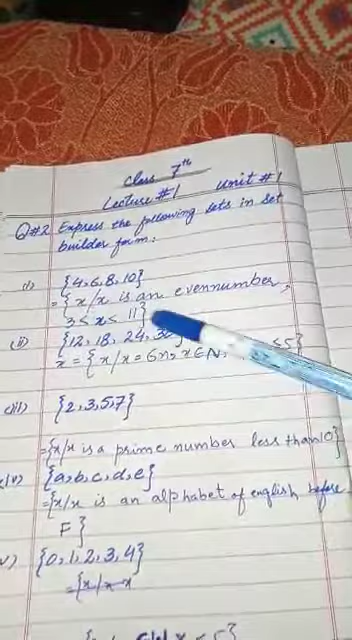 Class 7th
Lecture #1 Unit #1
Q#2 Express the following sets in set
builder form:
(i) {4,6,8,10}
= {x/x is an even number,
3 < x < 11}
(ii) {12, 18, 24,
x = {x/x = 6n, x ∈ N, ≤5}
(iii) {2,3,5,7}
={x/x is a prime number less than 10}
(iv) {a,b,c,d,e}
={x/x is an alphabet of english before
F}
v) {0,1,2,3,4}
={x/x x